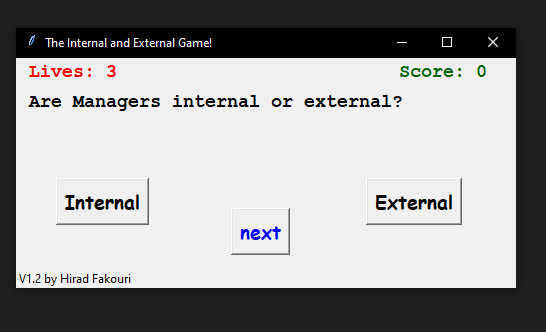 The Internal and External Game!
Lives: 3 Score: 0
Are Managers internal or external?
Internal External
next
V1.2 by Hirad Fakouri